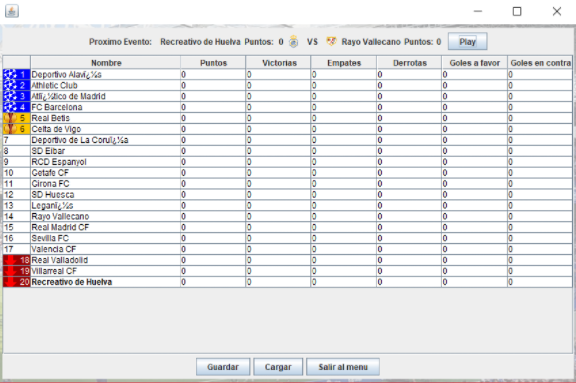 Proximo Evento: Recreativo de Huelva Puntos: 0 VS Rayo Vallecano Puntos: 0 Play
Nombre Puntos Victorias Empates Derrotas Goles a favor Goles en contra
1 Deportivo Alavï¿½s 0 0 0 0 0 0
2 Athletic Club 0 0 0 0 0 0
3 Atlï¿½tico de Madrid 0 0 0 0 0 0
4 FC Barcelona 0 0 0 0 0 0
5 Real Betis 0 0 0 0 0 0
6 Celta de Vigo 0 0 0 0 0 0
7 Deportivo de La Coruï¿½a 0 0 0 0 0 0
8 SD Eibar 0 0 0 0 0 0
9 RCD Espanyol 0 0 0 0 0 0
10 Getafe CF 0 0 0 0 0 0
11 Girona FC 0 0 0 0 0 0
12 SD Huesca 0 0 0 0 0 0
13 Leganï¿½s 0 0 0 0 0 0
14 Rayo Vallecano 0 0 0 0 0 0
15 Real Madrid CF 0 0 0 0 0 0
16 Sevilla FC 0 0 0 0 0 0
17 Valencia CF 0 0 0 0 0 0
18 Real Valladolid 0 0 0 0 0 0
19 Villarreal CF 0 0 0 0 0 0
20 Recreativo de Huelva 0 0 0 0 0 0
Guardar Cargar Salir al menu